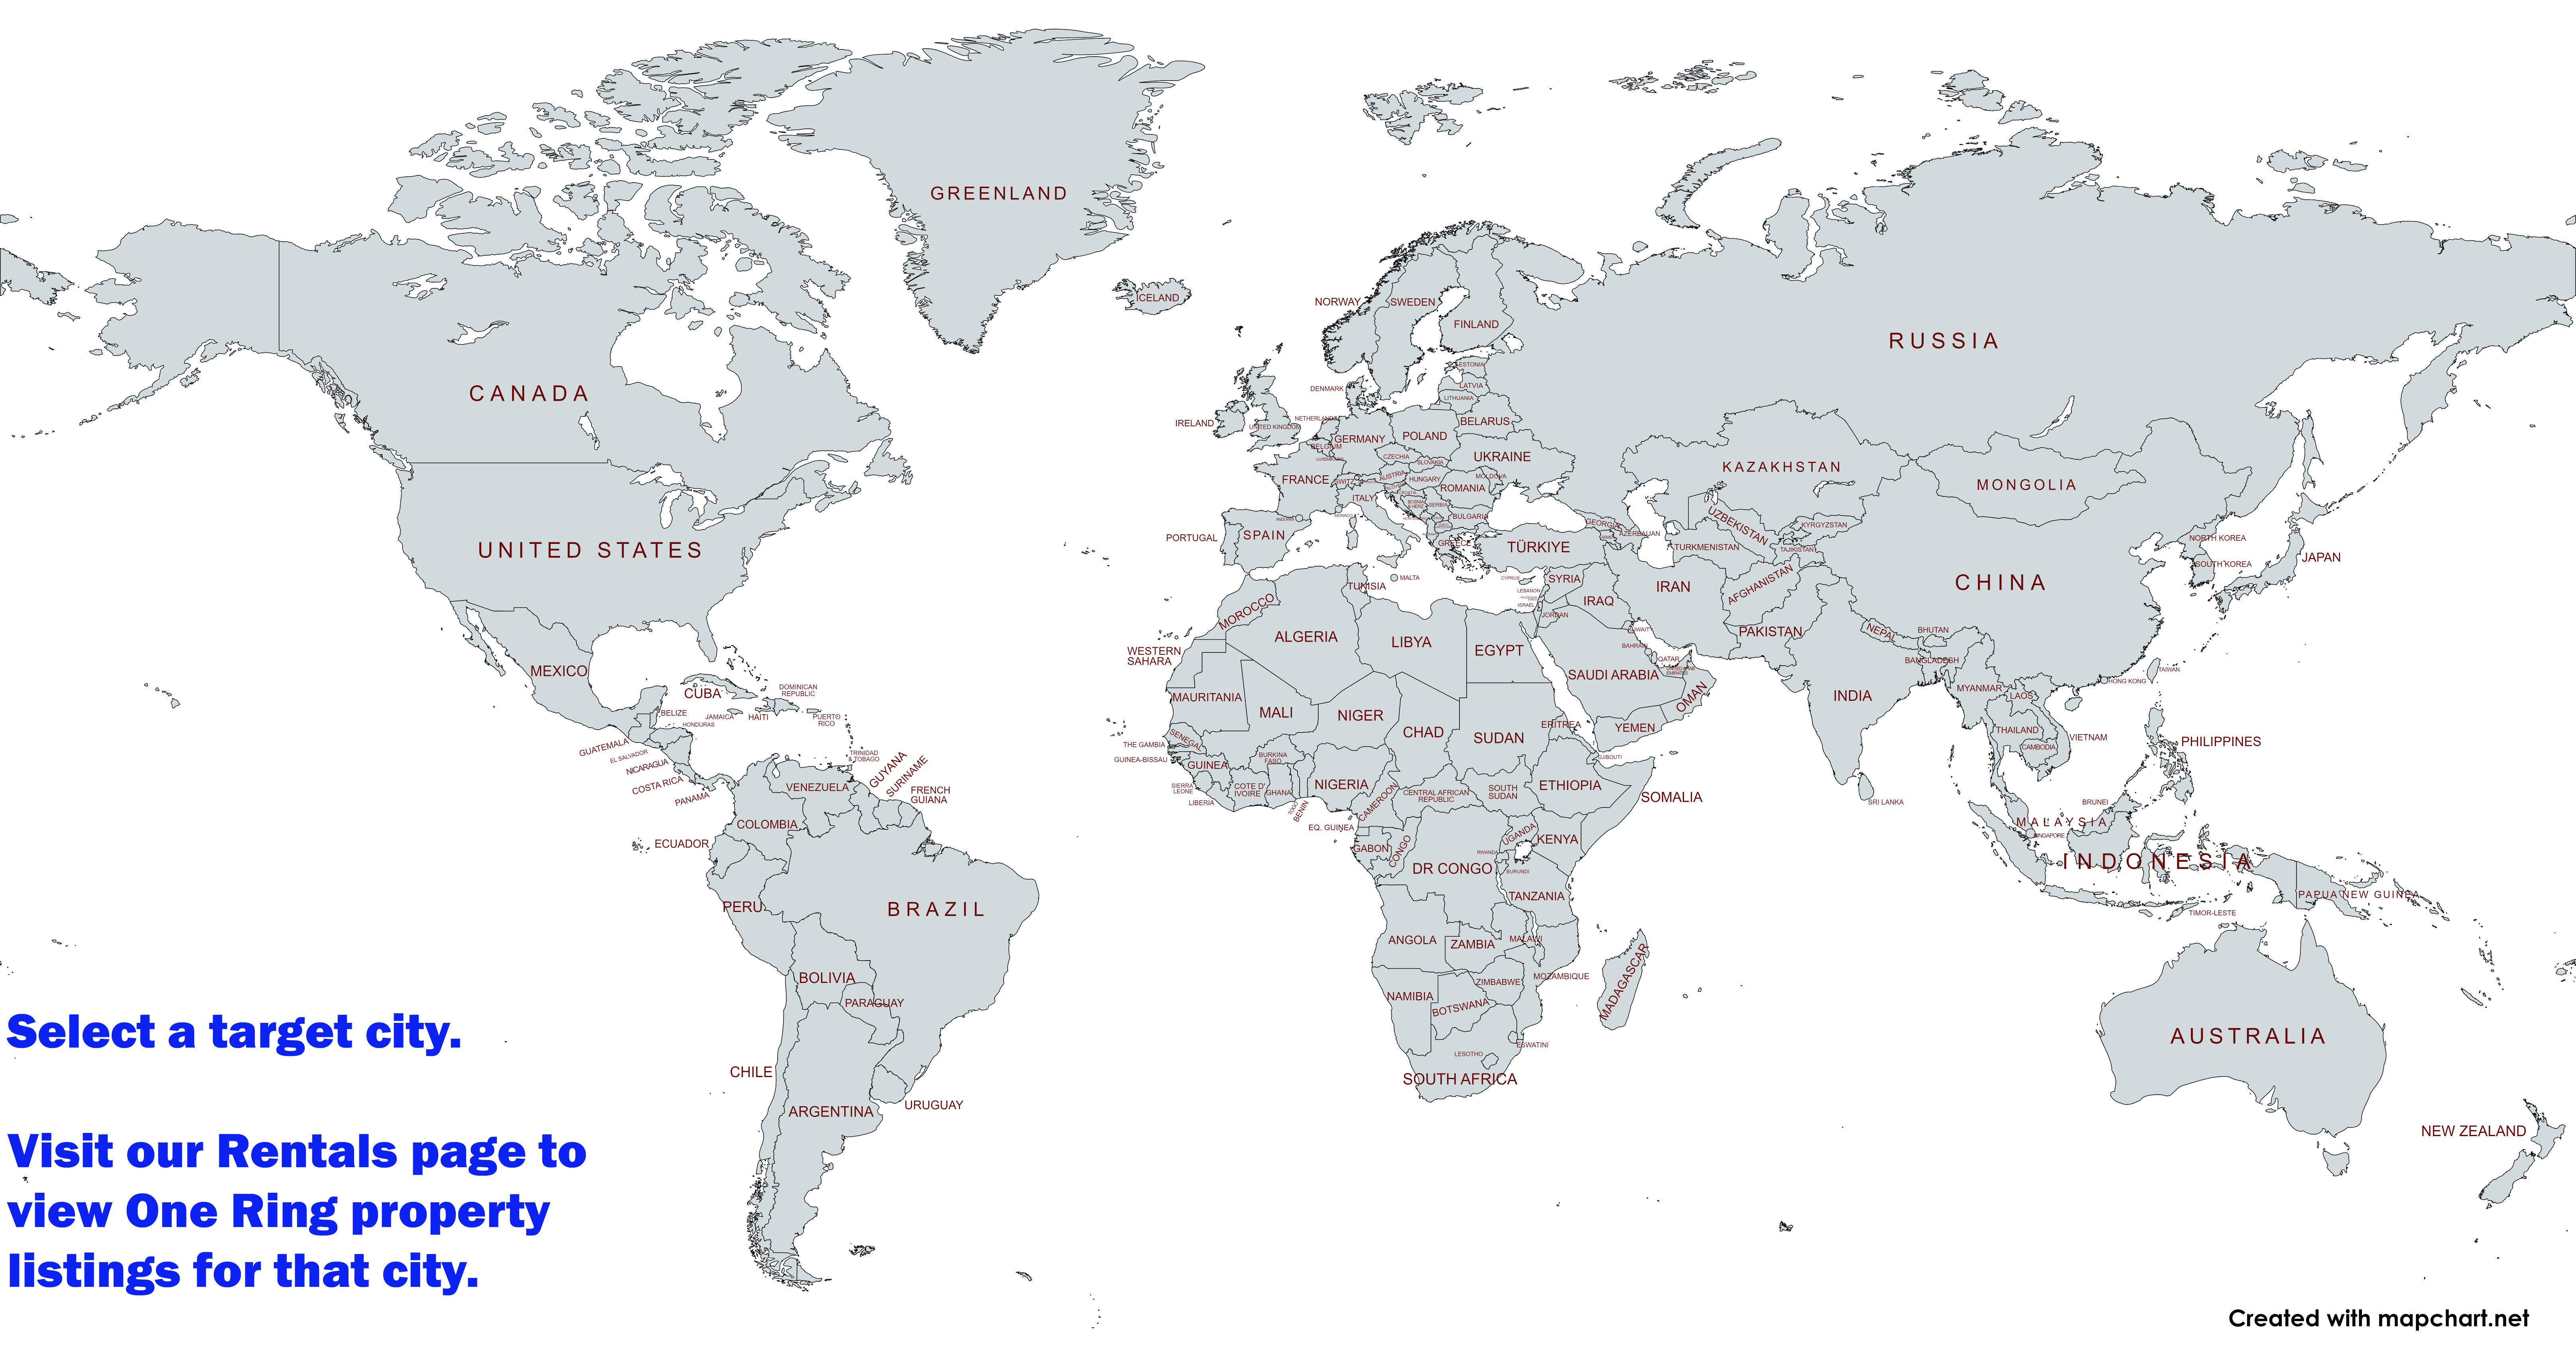 GREENLAND
ICELAND
NORWAY
SWEDEN
FINLAND
RUSSIA
CANADA
ESTONIA
DENMARK
LATVIA
LITHUANIA
NETHERLANDS
IRELAND
UNITED KINGDOM
BELARUS
BELGIUM
GERMANY
POLAND
LUXEMBOURG
CZECHIA
SLOVAKIA
UKRAINE
KAZAKHSTAN
MONGOLIA
FRANCE
SWITZ.
AUSTRIA
HUNGARY
MOLDOVA
ROMANIA
ITALY
BOSNIA
& HERZ.
SERBIA
MONACO
ANDORRA
BULGARIA
GEORGIA
UZBEKISTAN
KYRGYZSTAN
UNITED STATES
PORTUGAL
SPAIN
GREECE
TÜRKIYE
AZERBAIJAN
TURKMENISTAN
TAJIKISTAN
NORTH KOREA
SOUTH KOREA
JAPAN
TUNISIA
MALTA
CYPRUS
SYRIA
LEBANON
ISRAEL
IRAQ
IRAN
AFGHANISTAN
CHINA
MOROCCO
JORDAN
ALGERIA
LIBYA
EGYPT
KUWAIT
PAKISTAN
NEPAL
BHUTAN
WESTERN
SAHARA
BAHRAIN
QATAR
BANGLADESH
TAIWAN
MEXICO
SAUDI ARABIA
UNITED ARAB
EMIRATES
HONG KONG
CUBA
DOMINICAN
REPUBLIC
MAURITANIA
OMAN
INDIA
MYANMAR
LAOS
BELIZE
JAMAICA
HAITI
PUERTO
RICO
HONDURAS
MALI
NIGER
CHAD
SUDAN
ERITREA
YEMEN
THAILAND
VIETNAM
PHILIPPINES
GUATEMALA
EL SALVADOR
NICARAGUA
COSTA RICA
PANAMA
TRINIDAD
& TOBAGO
GUYANA
SURINAME
FRENCH
GUIANA
THE GAMBIA
SENEGAL
GUINEA-BISSAU
GUINEA
BURKINA
FASO
DJIBOUTI
CAMBODIA
VENEZUELA
SIERRA
LEONE
LIBERIA
COTE D'
IVOIRE
GHANA
TOGO
BENIN
NIGERIA
CAMEROON
CENTRAL AFRICAN
REPUBLIC
SOUTH
SUDAN
ETHIOPIA
SOMALIA
SRI LANKA
BRUNEI
COLOMBIA
EQ. GUINEA
MALAYSIA
SINGAPORE
ECUADOR
GABON
CONGO
UGANDA
KENYA
RWANDA
DR CONGO
BURUNDI
INDONESIA
TANZANIA
PAPUA NEW GUINEA
PERU
BRAZIL
TIMOR-LESTE
ANGOLA
ZAMBIA
MALAWI
BOLIVIA
MOZAMBIQUE
ZIMBABWE
MADAGASCAR
PARAGUAY
NAMIBIA
BOTSWANA
AUSTRALIA
ESWATINI
LESOTHO
CHILE
SOUTH AFRICA
ARGENTINA
URUGUAY
NEW ZEALAND
Select a target city.
Visit our Rentals page to
view One Ring property
listings for that city.
Created with mapchart.net